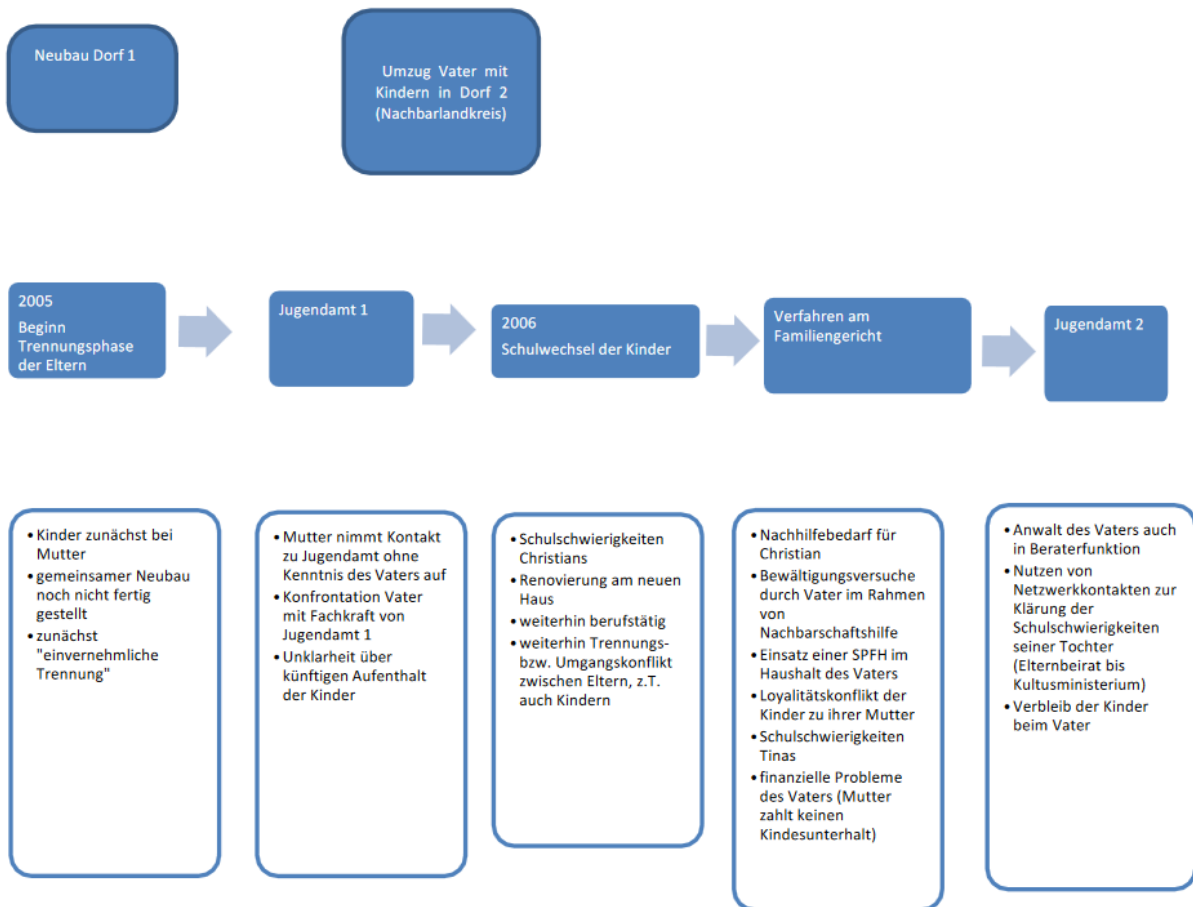 Neubau Dorf 1
Umzug Vater mit
Kindern in Dorf 2
(Nachbarlandkreis)
2005
Beginn
Trennungsphase
der Eltern
Jugendamt 1
2006
Schulwechsel der Kinder
Verfahren am
Familiengericht
Jugendamt 2
• Kinder zunächst bei
Mutter
• gemeinsamer Neubau
noch nicht fertig
gestellt
• zunächst
"einvernehmliche
Trennung"
• Mutter nimmt Kontakt
zu Jugendamt ohne
Kenntnis des Vaters auf
• Konfrontation Vater
mit Fachkraft von
Jugendamt 1
• Unklarheit über
künftigen Aufenthalt
der Kinder
• Schulschwierigkeiten
Christians
• Renovierung am neuen
Haus
• weiterhin berufstätig
• weiterhin Trennungs-
bzw. Umgangskonflikt
zwischen Eltern, z.T.
auch Kindern
• Nachhilfebedarf für
Christian
• Bewältigungsversuche
durch Vater im Rahmen
von
Nachbarschaftshilfe
• Einsatz einer SPFH im
Haushalt des Vaters
• Loyalitätskonflikt der
Kinder zu ihrer Mutter
• Schulschwierigkeiten
Tinas
• finanzielle Probleme
des Vaters (Mutter
zahlt keinen
Kindesunterhalt)
• Anwalt des Vaters auch
in Beraterfunktion
• Nutzen von
Netzwerkkontakten zur
Klärung der
Schulschwierigkeiten
seiner Tochter
(Elternbeirat bis
Kultusministerium)
• Verbleib der Kinder
beim Vater